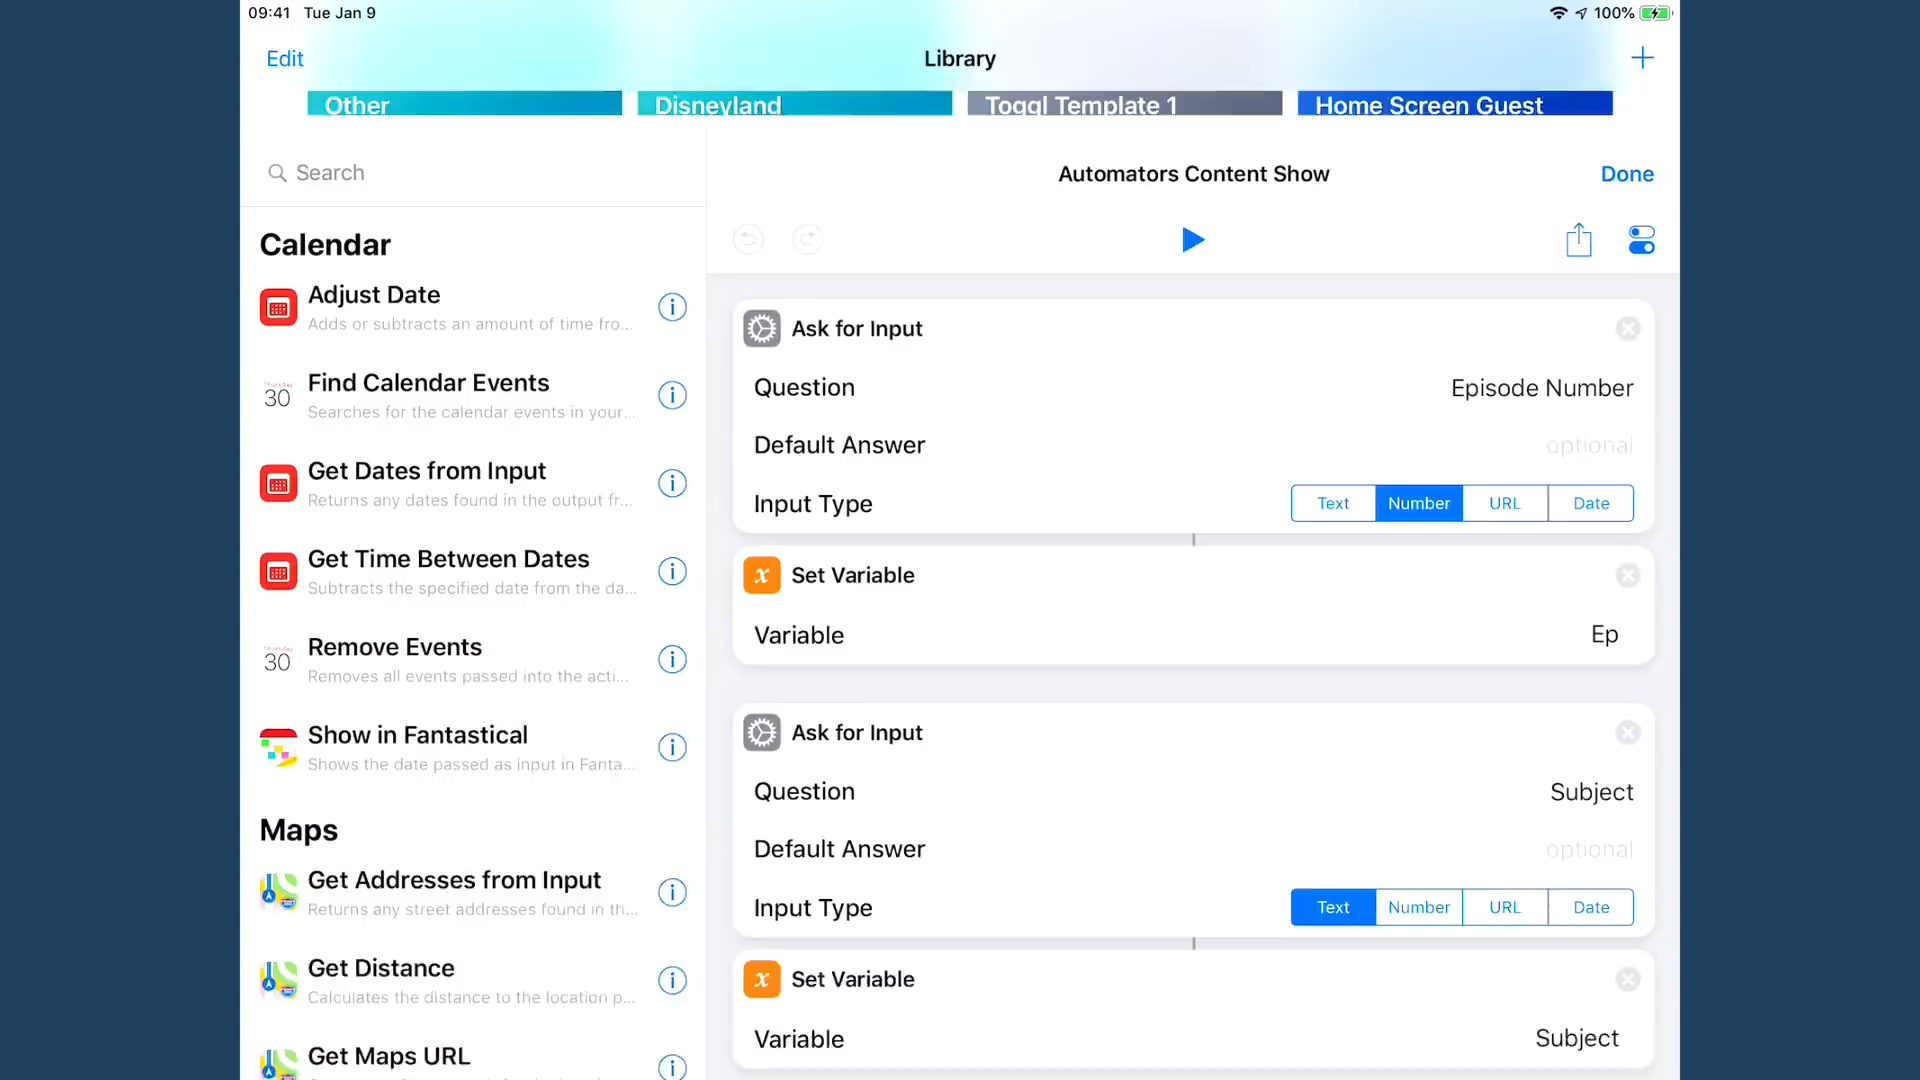 09:41 Tue Jan 9
100%
Edit
Library
Other
Disneyland
Toggl Template 1
Home Screen Guest
Search
Calendar
Adjust Date
Adds or subtracts an amount of time fro...
30
Find Calendar Events
Searches for the calendar events in your...
Get Dates from Input
Returns any dates found in the output fr...
Get Time Between Dates
Subtracts the specified date from the da...
30
Remove Events
Removes all events passed into the acti...
Show in Fantastical
Shows the date passed as input in Fanta...
Maps
Get Addresses from Input
Returns any street addresses found in th...
Get Distance
Calculates the distance to the location p...
Get Maps URL
Automators Content Show
Done
Ask for Input
Question Episode Number
Default Answer optional
Input Type Text Number URL Date
x Set Variable
Variable Ep
Ask for Input
Question Subject
Default Answer optional
Input Type Text Number URL Date
x Set Variable
Variable Subject